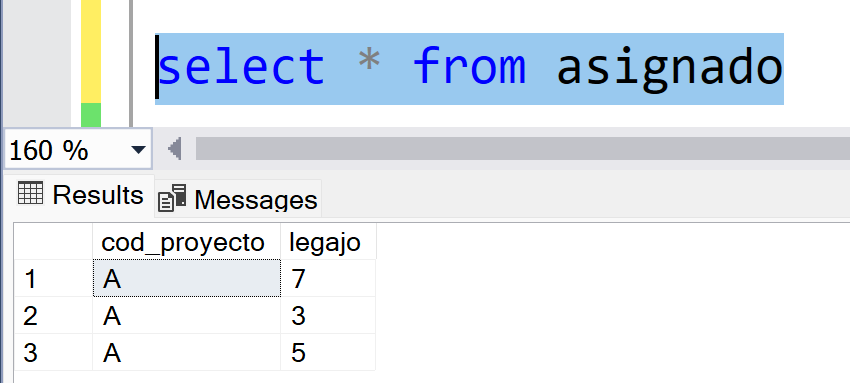 select * from asignado
160 %
Results Messages
cod_proyecto legajo
1 A 7
2 A 3
3 A 5